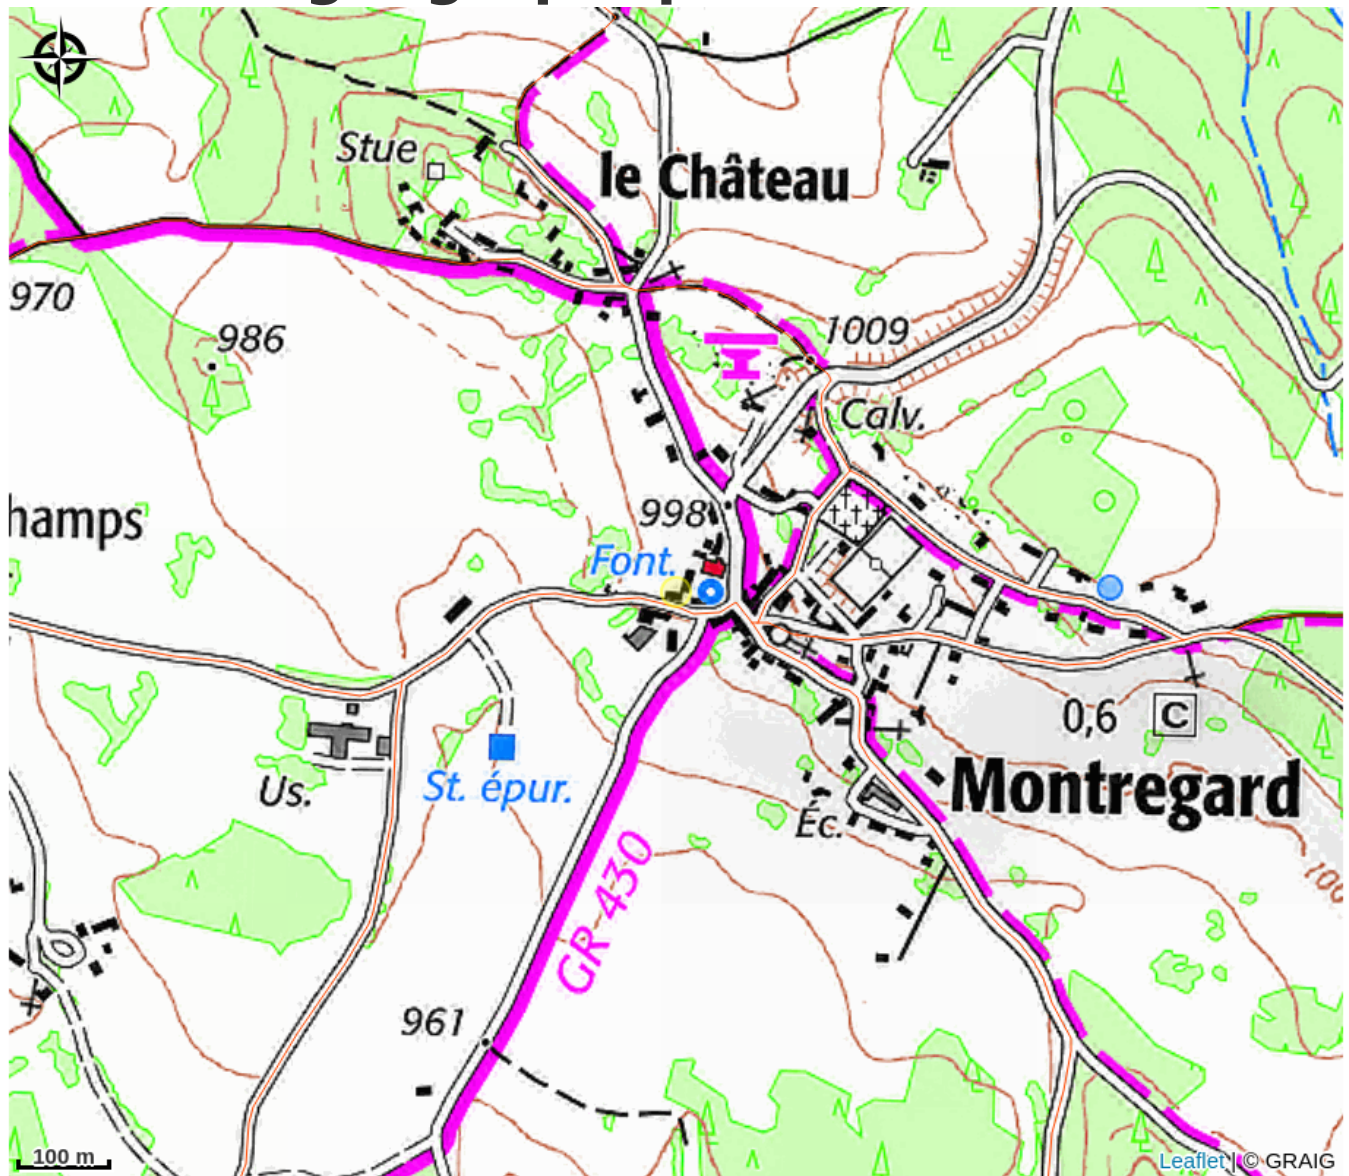 Stue
le Château
970
986
1009
Calv.
hamps
998
Font.
0,6
C
Us.
St. épur.
Montregard
Éc.
GR 430
961
100 m
Leaflet | © GRAIG